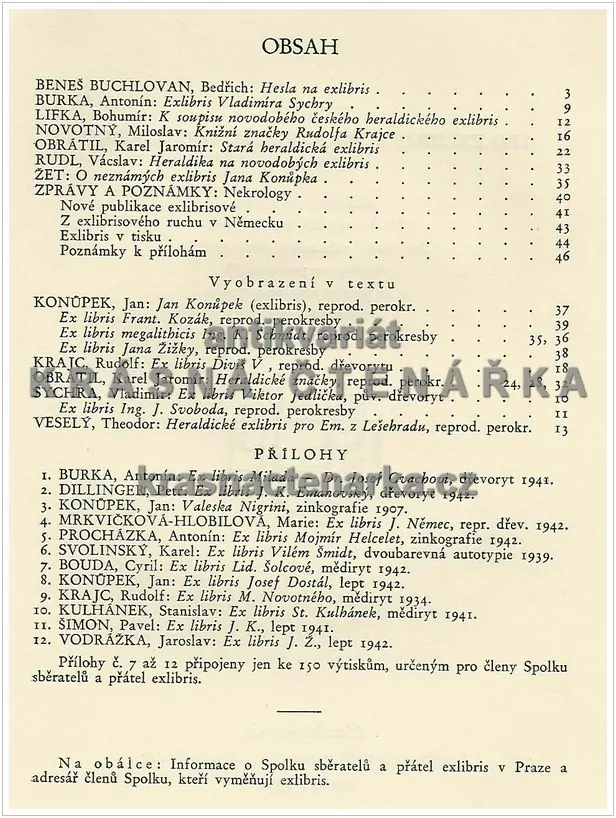 OBSAH
BENEŠ BUCHLOVAN, Bedřich: Hesla na exlibris . . . . . . . 3
BURKA, Antonín: Exlibris Vladimíra Sychry . . . . . . . . 9
LIFKA, Bohumír: K soupisu novodobého českého heraldického exlibris . . 12
NOVOTNÝ, Miloslav: Knižní značky Rudolfa Krajce . . . . . . 16
OBRÁTIL, Karel Jaromír: Stará heraldická exlibris . . . . . . 22
RUDL, Vácslav: Heraldika na novodobých exlibris . . . . . . . 33
ŽET: O neznámých exlibris Jana Konůpka . . . . . . . . . 35
ZPRÁVY A POZNÁMKY: Nekrology . . . . . . . . . . 40
Nové publikace exlibrisové . . . . . . . . . . . . 41
Z exlibrisového ruchu v Německu . . . . . . . . . . 43
Exlibris v tisku . . . . . . . . . . . . . . 44
Poznámky k přílohám . . . . . . . . . . . . . 46
Vyobrazení v textu
KONŮPEK, Jan: Jan Konůpek (exlibris), reprod. perokr. . . . . . 37
Ex libris Frant. Kozák, reprod. perokresby . . . . . . . . 39
Ex libris megalithicis Ing. Schmidt, reprod. perokresby . . . 35, 36
Ex libris Jana Žižky, reprod. perokresby . . . . . . . . 38
KRAJC, Rudolf: Ex libris Diviš V , reprod. dřevorytu . . . . . . 18
OBRÁTIL, Karel Jaromír: Heraldické značky, reprod. perokr. . . 24, 28, 32
SYCHRA, Vladimír: Ex libris Viktor Jedlička, pův. dřevoryt . . . . 10
Ex libris Ing. J. Svoboda, reprod. perokresby . . . . . . . 11
VESELÝ, Theodor: Heraldické exlibris pro Em. z Lešehradu, reprod. perokr. 13
antikvariát
KRÁSNÁ ČTENÁŘKA
PŘÍLOHY
1. BURKA, Antonín: Ex libris Milada Dr. Josef Cvachovi, dřevoryt 1941.
2. DILLINGER, Petr: Ex libris J. K. Emanovský, dřevoryt 1942.
3. KONŮPEK, Jan: Valeska Nigrini, zinkografie 1907.
4. MRKVIČKOVÁ-HLOBILOVÁ, Marie: Ex libris J. Němec, repr. dřev. 1942.
5. PROCHÁZKA, Antonín: Ex libris Mojmír Helcelet, zinkografie 1942.
6. SVOLINSKÝ, Karel: Ex libris Vilém Šmidt, dvoubarevná autotypie 1939.
7. BOUDA, Cyril: Ex libris Lid. Šolcové, mědiryt 1942.
8. KONŮPEK, Jan: Ex libris Josef Dostál, lept 1942.
9. KRAJC, Rudolf: Ex libris M. Novotného, mědiryt 1934.
10. KULHÁNEK, Stanislav: Ex libris St. Kulhánek, mědiryt 1941.
11. ŠIMON, Pavel: Ex libris J. K., lept 1941.
12. VODRÁŽKA, Jaroslav: Ex libris J. Ž., lept 1942.
krasnactenarka.cz
Přílohy č. 7 až 12 připojeny jen ke 150 výtiskům, určeným pro členy Spolku
sběratelů a přátel exlibris.
Na obálce: Informace o Spolku sběratelů a přátel exlibris v Praze a
adresář členů Spolku, kteří vyměňují exlibris.